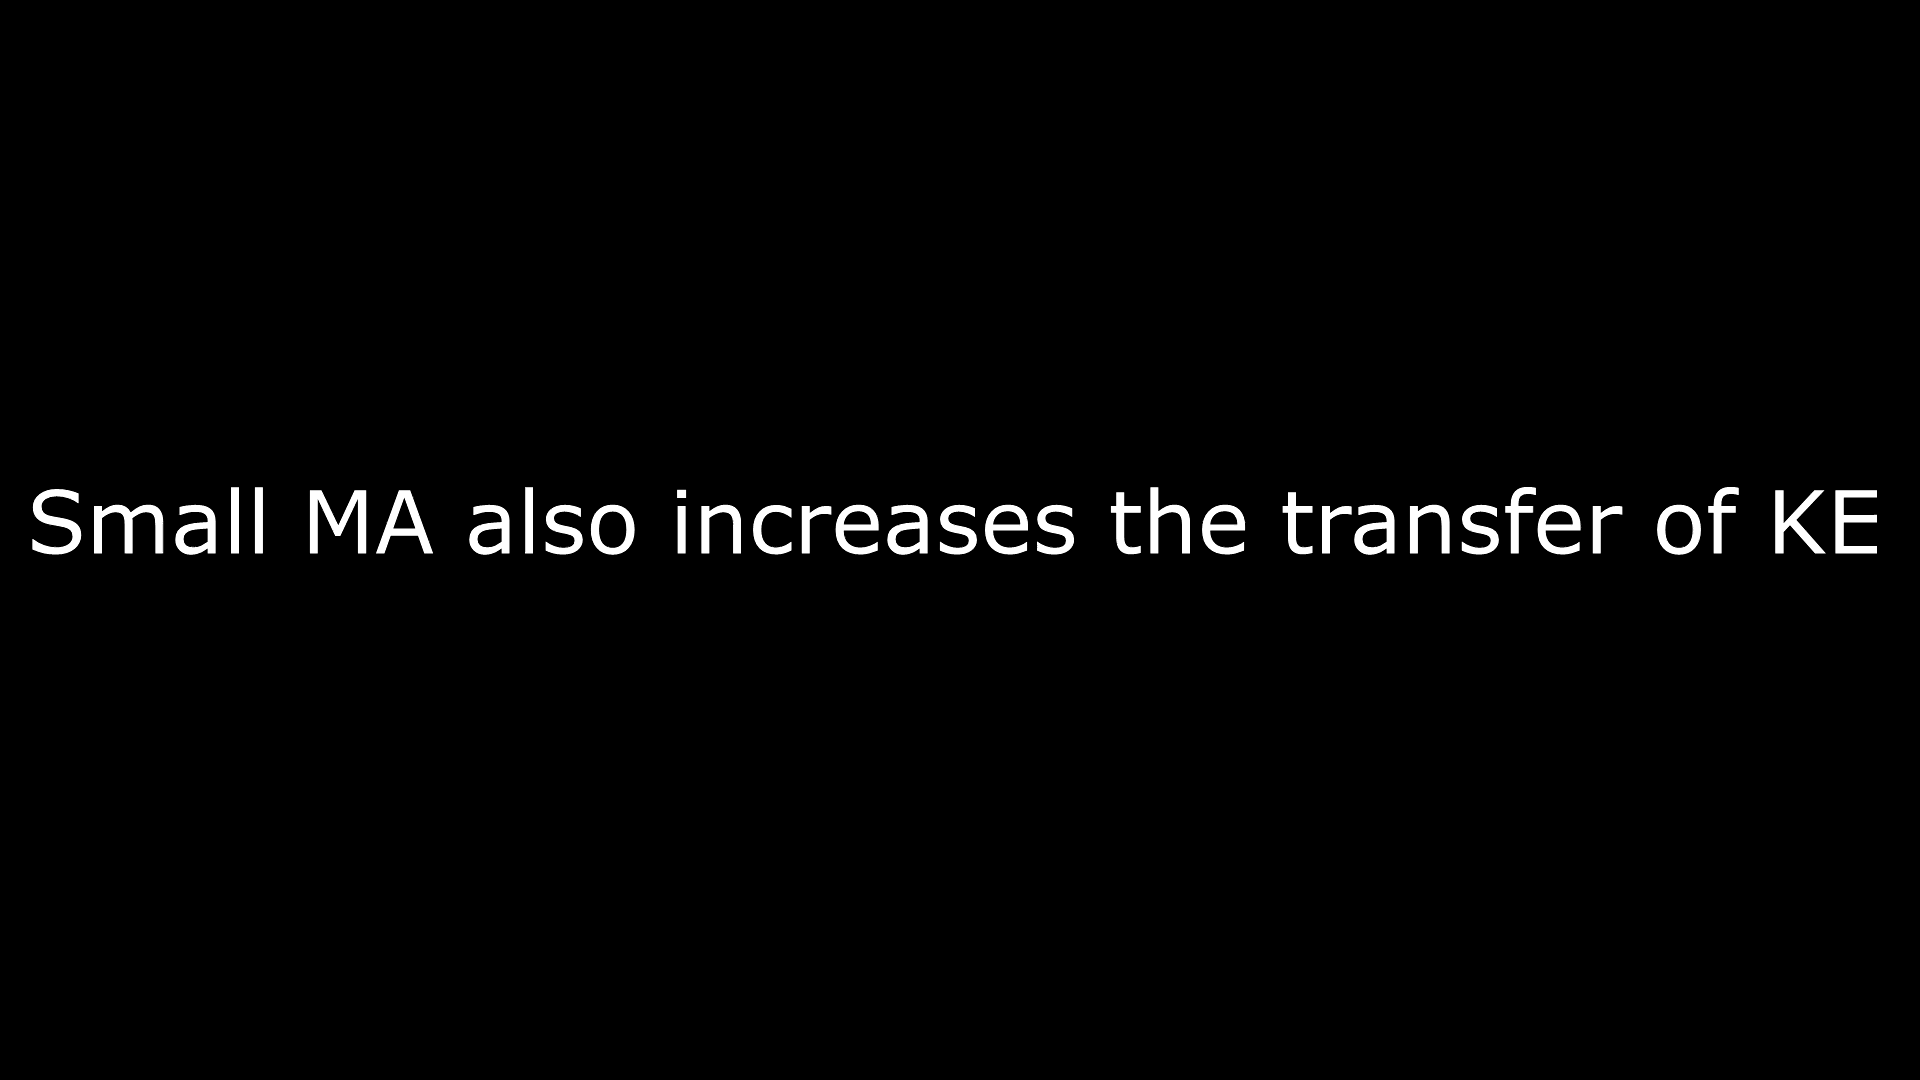 Small MA also increases the transfer of KE